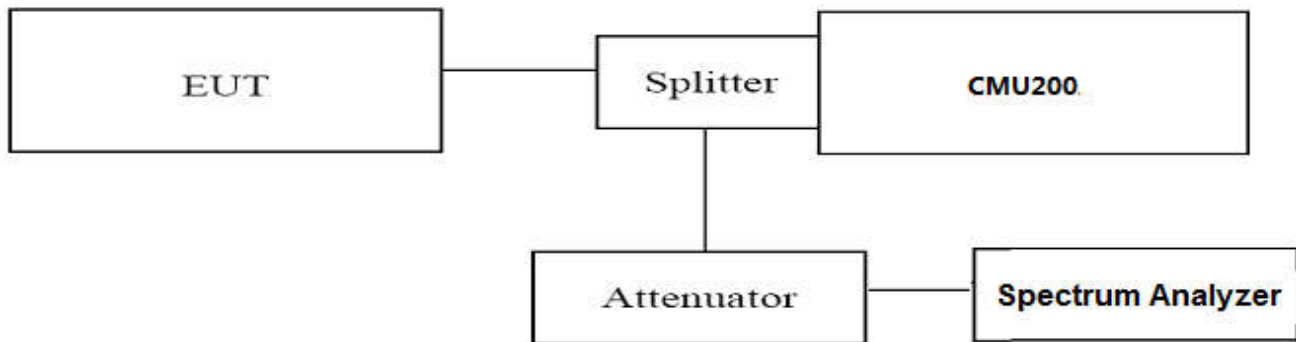 EUT
Splitter
CMU200
Attenuator
Spectrum Analyzer